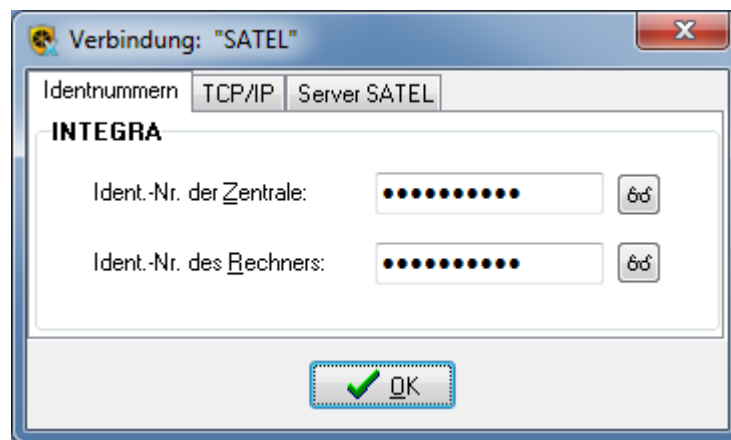 Verbindung: "SATEL"
Identnummern TCP/IP Server SATEL
INTEGRA
Ident.-Nr. der Zentrale: ●●●●●●●●●●
Ident.-Nr. des Rechners: ●●●●●●●●●●
OK